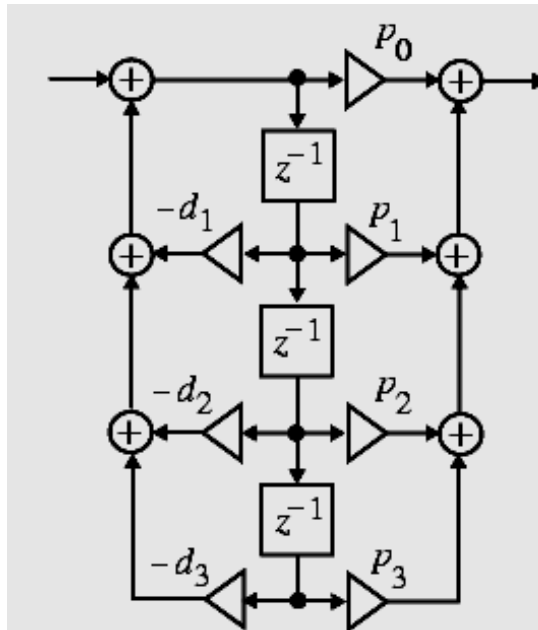 p₀
z⁻¹
−d₁ p₁
z⁻¹
−d₂ p₂
z⁻¹
−d₃ p₃